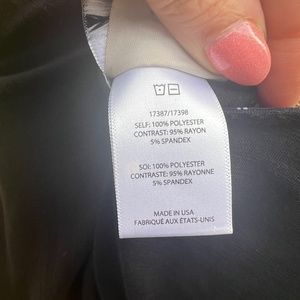 17387/17398
SELF: 100% POLYESTER
CONTRAST: 95% RAYON
5% SPANDEX
SOI: 100% POLYESTER
CONTRASTE: 95% RAYONNE
5% SPANDEX
MADE IN USA
FABRIQUÉ AUX ÉTATS-UNIS